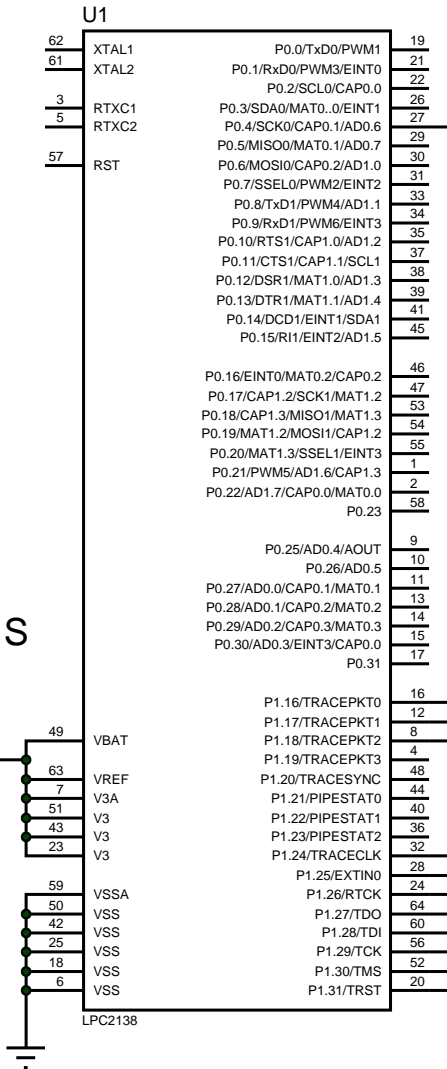 U1
62 XTAL1
61 XTAL2
3 RTXC1
5 RTXC2
57 RST
P0.0/TxD0/PWM1 19
P0.1/RxD0/PWM3/EINT0 21
P0.2/SCL0/CAP0.0 22
P0.3/SDA0/MAT0..0/EINT1 26
P0.4/SCK0/CAP0.1/AD0.6 27
P0.5/MISO0/MAT0.1/AD0.7 29
P0.6/MOSI0/CAP0.2/AD1.0 30
P0.7/SSEL0/PWM2/EINT2 31
P0.8/TxD1/PWM4/AD1.1 33
P0.9/RxD1/PWM6/EINT3 34
P0.10/RTS1/CAP1.0/AD1.2 35
P0.11/CTS1/CAP1.1/SCL1 37
P0.12/DSR1/MAT1.0/AD1.3 38
P0.13/DTR1/MAT1.1/AD1.4 39
P0.14/DCD1/EINT1/SDA1 41
P0.15/RI1/EINT2/AD1.5 45
P0.16/EINT0/MAT0.2/CAP0.2 46
P0.17/CAP1.2/SCK1/MAT1.2 47
P0.18/CAP1.3/MISO1/MAT1.3 53
P0.19/MAT1.2/MOSI1/CAP1.2 54
P0.20/MAT1.3/SSEL1/EINT3 55
P0.21/PWM5/AD1.6/CAP1.3 1
P0.22/AD1.7/CAP0.0/MAT0.0 2
P0.23 58
P0.25/AD0.4/AOUT 9
P0.26/AD0.5 10
P0.27/AD0.0/CAP0.1/MAT0.1 11
P0.28/AD0.1/CAP0.2/MAT0.2 13
P0.29/AD0.2/CAP0.3/MAT0.3 14
P0.30/AD0.3/EINT3/CAP0.0 15
P0.31 17
S
P1.16/TRACEPKT0 16
P1.17/TRACEPKT1 12
49 VBAT P1.18/TRACEPKT2 8
P1.19/TRACEPKT3 4
63 VREF P1.20/TRACESYNC 48
7 V3A P1.21/PIPESTAT0 44
51 V3 P1.22/PIPESTAT1 40
43 V3 P1.23/PIPESTAT2 36
23 V3 P1.24/TRACECLK 32
P1.25/EXTIN0 28
59 VSSA P1.26/RTCK 24
50 VSS P1.27/TDO 64
42 VSS P1.28/TDI 60
25 VSS P1.29/TCK 56
18 VSS P1.30/TMS 52
6 VSS P1.31/TRST 20
LPC2138